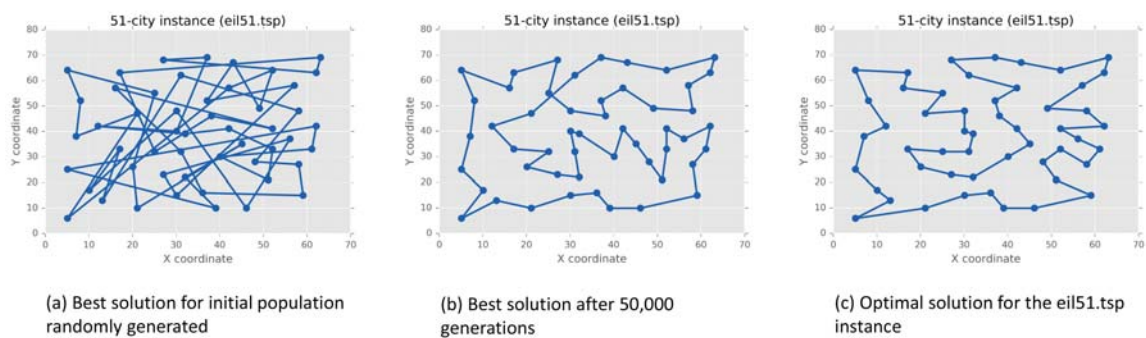 51-city instance (eil51.tsp)
80
70
60
50
40
30
20
10
0
Y coordinate
0 10 20 30 40 50 60 70
X coordinate
(a) Best solution for initial population
randomly generated
51-city instance (eil51.tsp)
80
70
60
50
40
30
20
10
0
Y coordinate
0 10 20 30 40 50 60 70
X coordinate
(b) Best solution after 50,000
generations
51-city instance (eil51.tsp)
80
70
60
50
40
30
20
10
0
Y coordinate
0 10 20 30 40 50 60 70
X coordinate
(c) Optimal solution for the eil51.tsp
instance